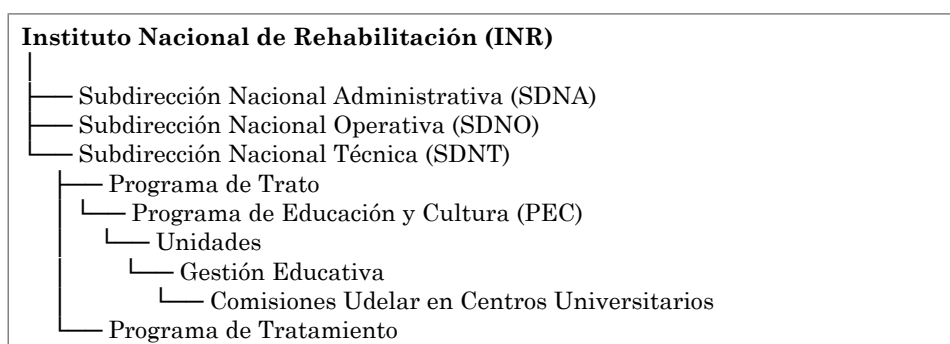 Instituto Nacional de Rehabilitación (INR)
Subdirección Nacional Administrativa (SDNA)
Subdirección Nacional Operativa (SDNO)
Subdirección Nacional Técnica (SDNT)
Programa de Trato
Programa de Educación y Cultura (PEC)
Unidades
Gestión Educativa
Comisiones Udelar en Centros Universitarios
Programa de Tratamiento